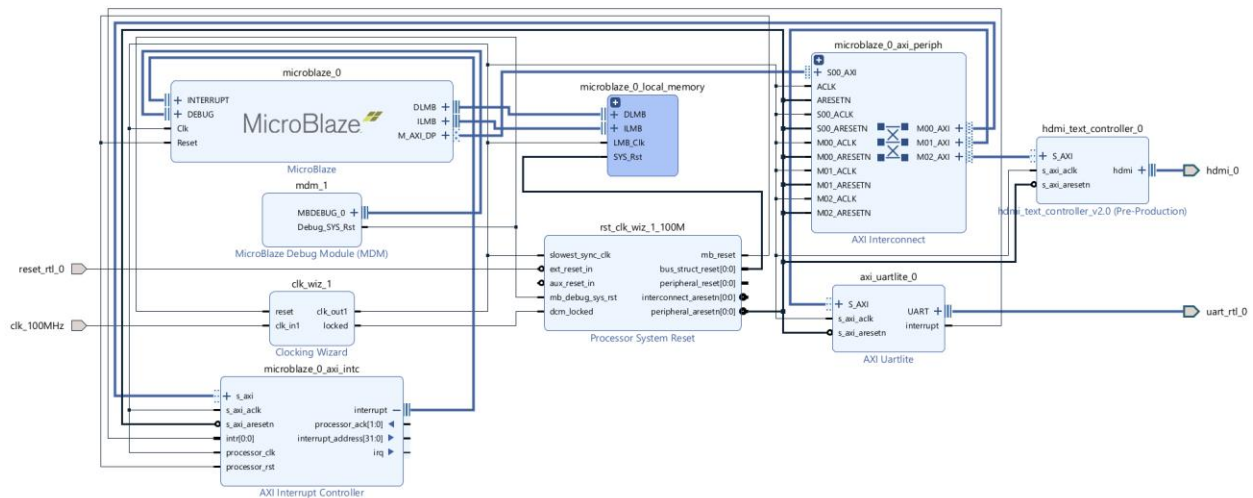 microblaze_0
INTERRUPT
DEBUG
Clk
Reset
MicroBlaze
DLMB
ILMB
M_AXI_DP
MicroBlaze
mdm_1
MBDEBUG_0
Debug_SYS_Rst
MicroBlaze Debug Module (MDM)
reset_rtl_0
clk_100MHz
clk_wiz_1
reset
clk_in1
clk_out1
locked
Clocking Wizard
microblaze_0_axi_intc
s_axi
s_axi_aclk
s_axi_aresetn
intr[0:0]
processor_clk
processor_rst
interrupt
processor_ack[1:0]
interrupt_address[31:0]
irq
AXI Interrupt Controller
microblaze_0_local_memory
DLMB
ILMB
LMB_Clk
SYS_Rst
rst_clk_wiz_1_100M
slowest_sync_clk
ext_reset_in
aux_reset_in
mb_debug_sys_rst
dcm_locked
mb_reset
bus_struct_reset[0:0]
peripheral_reset[0:0]
interconnect_aresetn[0:0]
peripheral_aresetn[0:0]
Processor System Reset
microblaze_0_axi_periph
S00_AXI
ACLK
ARESETN
S00_ACLK
S00_ARESETN
M00_ACLK
M00_ARESETN
M01_ACLK
M01_ARESETN
M02_ACLK
M02_ARESETN
M00_AXI
M01_AXI
M02_AXI
AXI Interconnect
axi_uartlite_0
S_AXI
s_axi_aclk
s_axi_aresetn
UART
interrupt
AXI Uartlite
hdmi_text_controller_0
S_AXI
s_axi_aclk
s_axi_aresetn
hdmi
hdmi_text_controller_v2.0 (Pre-Production)
hdmi_0
uart_rtl_0